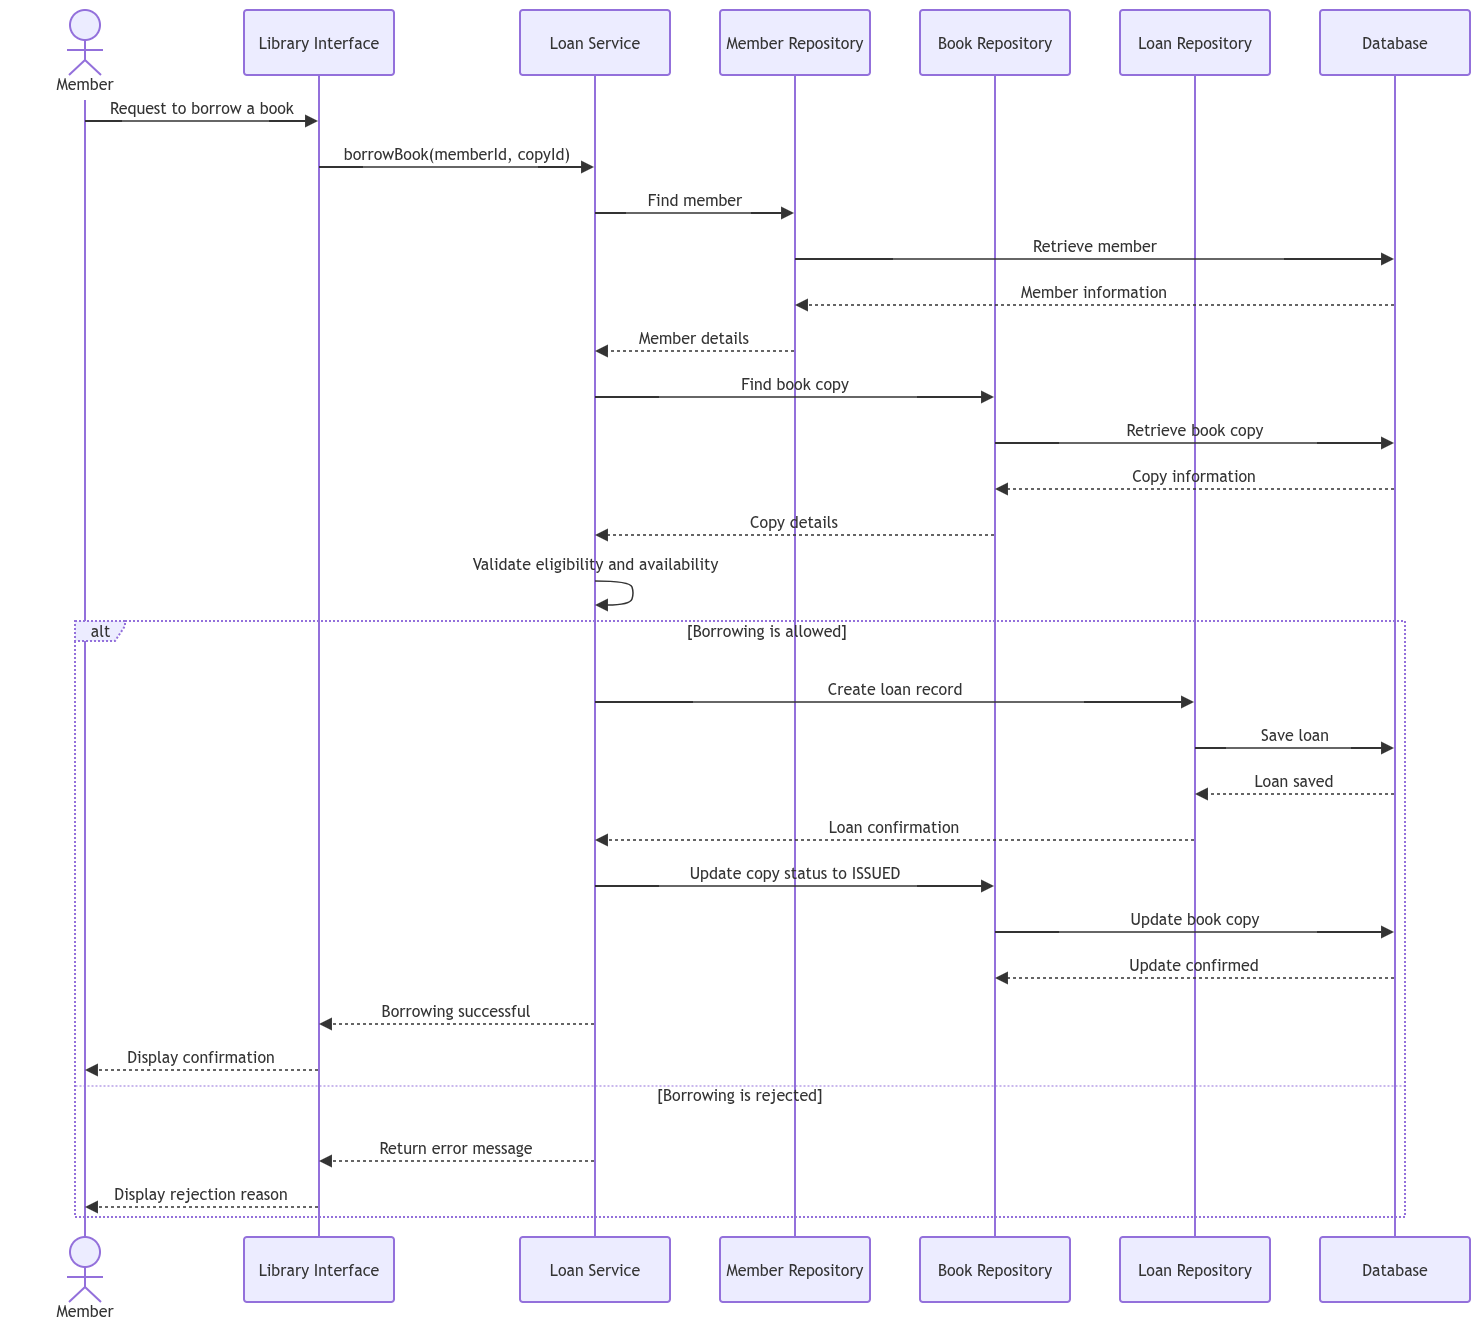 Member
Library Interface
Loan Service
Member Repository
Book Repository
Loan Repository
Database
Request to borrow a book
borrowBook(memberId, copyId)
Find member
Retrieve member
Member information
Member details
Find book copy
Retrieve book copy
Copy information
Copy details
Validate eligibility and availability
alt
[Borrowing is allowed]
Create loan record
Save loan
Loan saved
Loan confirmation
Update copy status to ISSUED
Update book copy
Update confirmed
Borrowing successful
Display confirmation
[Borrowing is rejected]
Return error message
Display rejection reason
Member
Library Interface
Loan Service
Member Repository
Book Repository
Loan Repository
Database